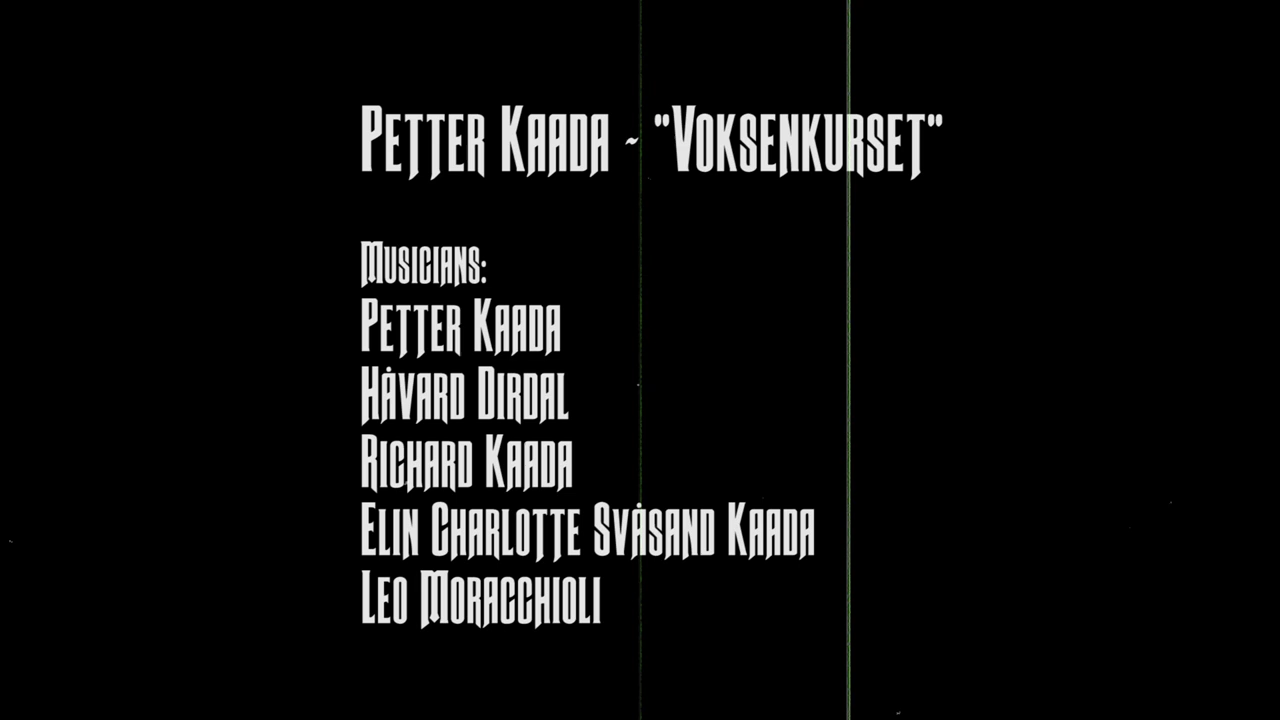 Petter Kaada ~ "Voksenkurset"
Musicians:
Petter Kaada
Håvard Dirdal
Richard Kaada
Elin Charlotte Svåsand Kaada
Leo Moracchioli